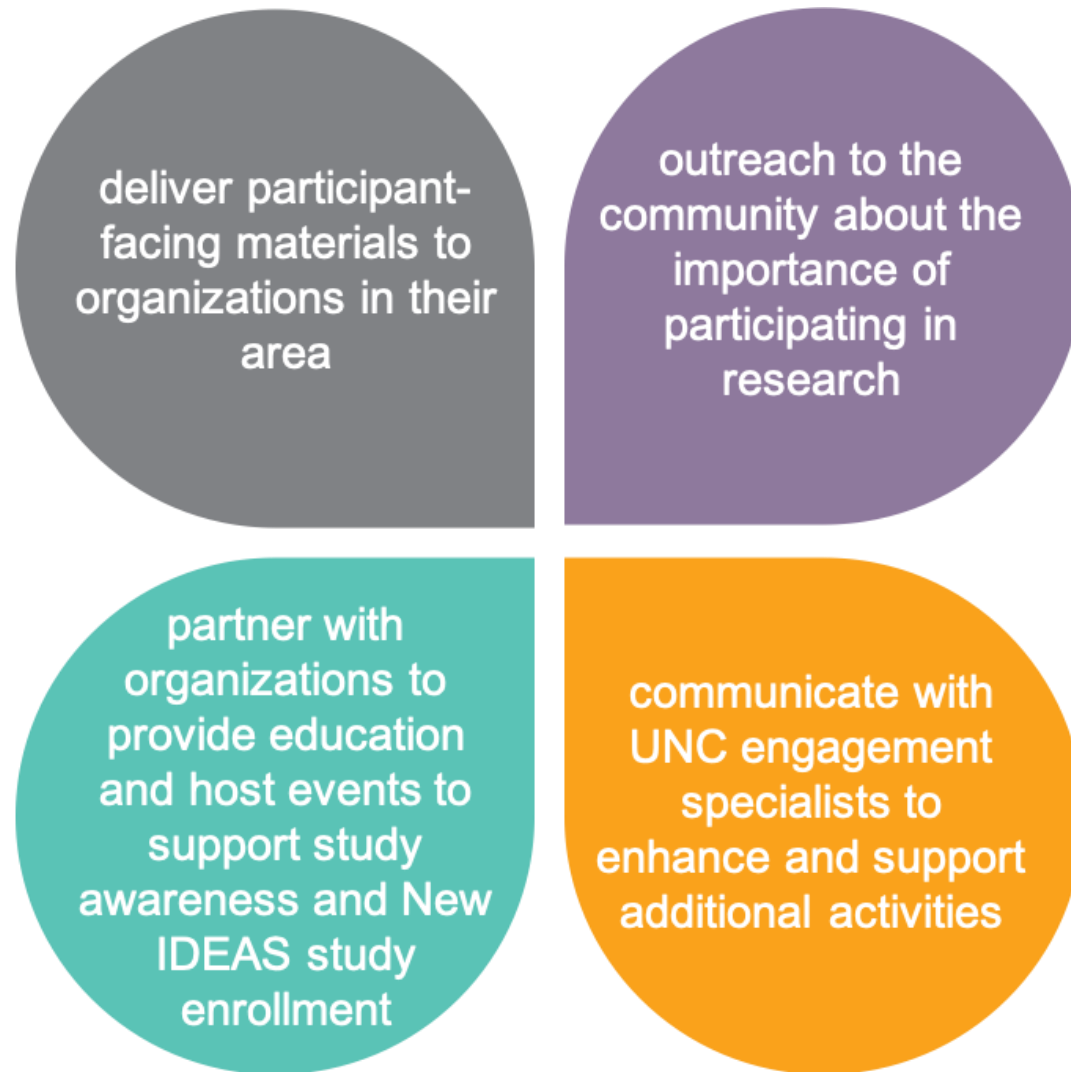 deliver participant-
facing materials to
organizations in their
area
outreach to the
community about the
importance of
participating in
research
partner with
organizations to
provide education
and host events to
support study
awareness and New
IDEAS study
enrollment
communicate with
UNC engagement
specialists to
enhance and support
additional activities